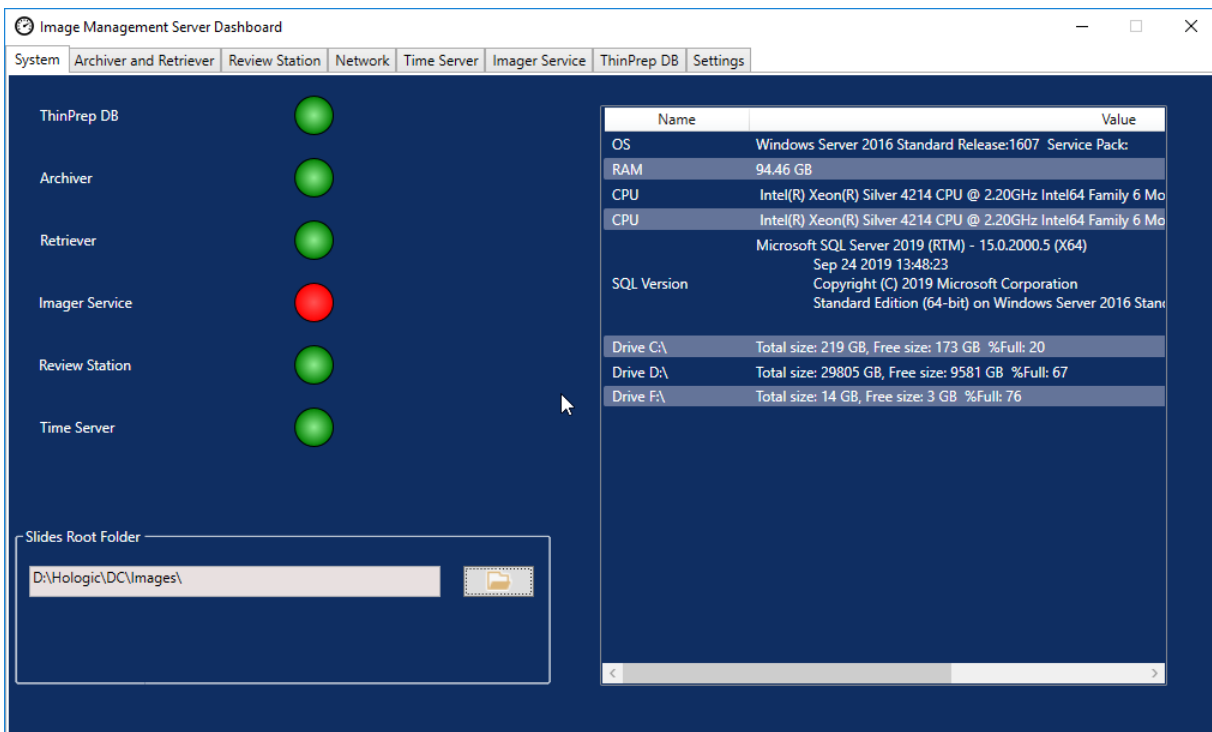 Image Management Server Dashboard
System Archiver and Retriever Review Station Network Time Server Imager Service ThinPrep DB Settings
ThinPrep DB
Archiver
Retriever
Imager Service
Review Station
Time Server
Slides Root Folder
D:\Hologic\DC\Images\
Name Value
OS Windows Server 2016 Standard Release:1607 Service Pack:
RAM 94.46 GB
CPU Intel(R) Xeon(R) Silver 4214 CPU @ 2.20GHz Intel64 Family 6 Mo
CPU Intel(R) Xeon(R) Silver 4214 CPU @ 2.20GHz Intel64 Family 6 Mo
Microsoft SQL Server 2019 (RTM) - 15.0.2000.5 (X64)
Sep 24 2019 13:48:23
SQL Version Copyright (C) 2019 Microsoft Corporation
Standard Edition (64-bit) on Windows Server 2016 Stan
Drive C:\ Total size: 219 GB, Free size: 173 GB %Full: 20
Drive D:\ Total size: 29805 GB, Free size: 9581 GB %Full: 67
Drive F:\ Total size: 14 GB, Free size: 3 GB %Full: 76